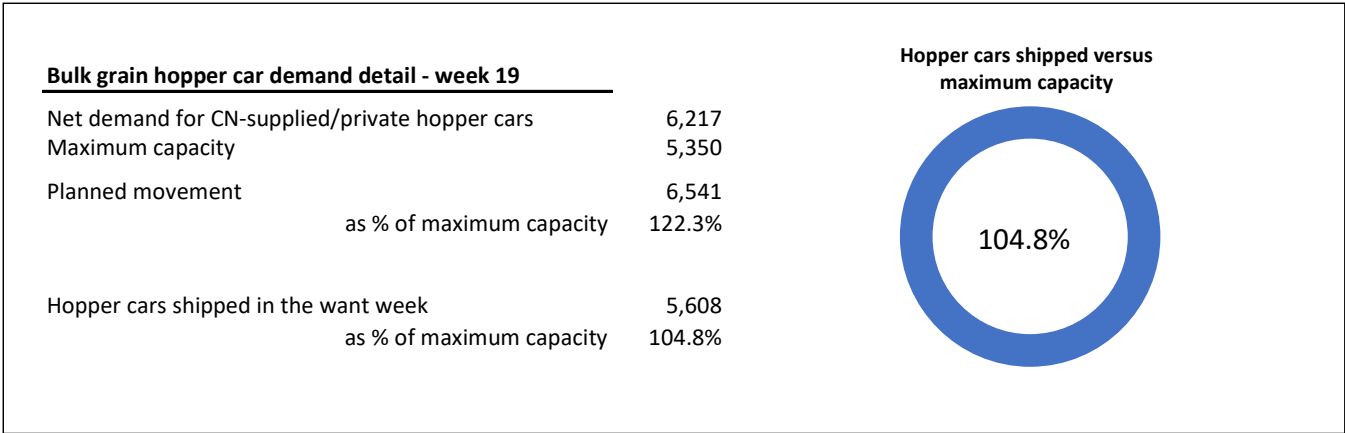 Bulk grain hopper car demand detail - week 19
Net demand for CN-supplied/private hopper cars 6,217
Maximum capacity 5,350
Planned movement 6,541
as % of maximum capacity 122.3%
Hopper cars shipped in the want week 5,608
as % of maximum capacity 104.8%
Hopper cars shipped versus
maximum capacity
104.8%